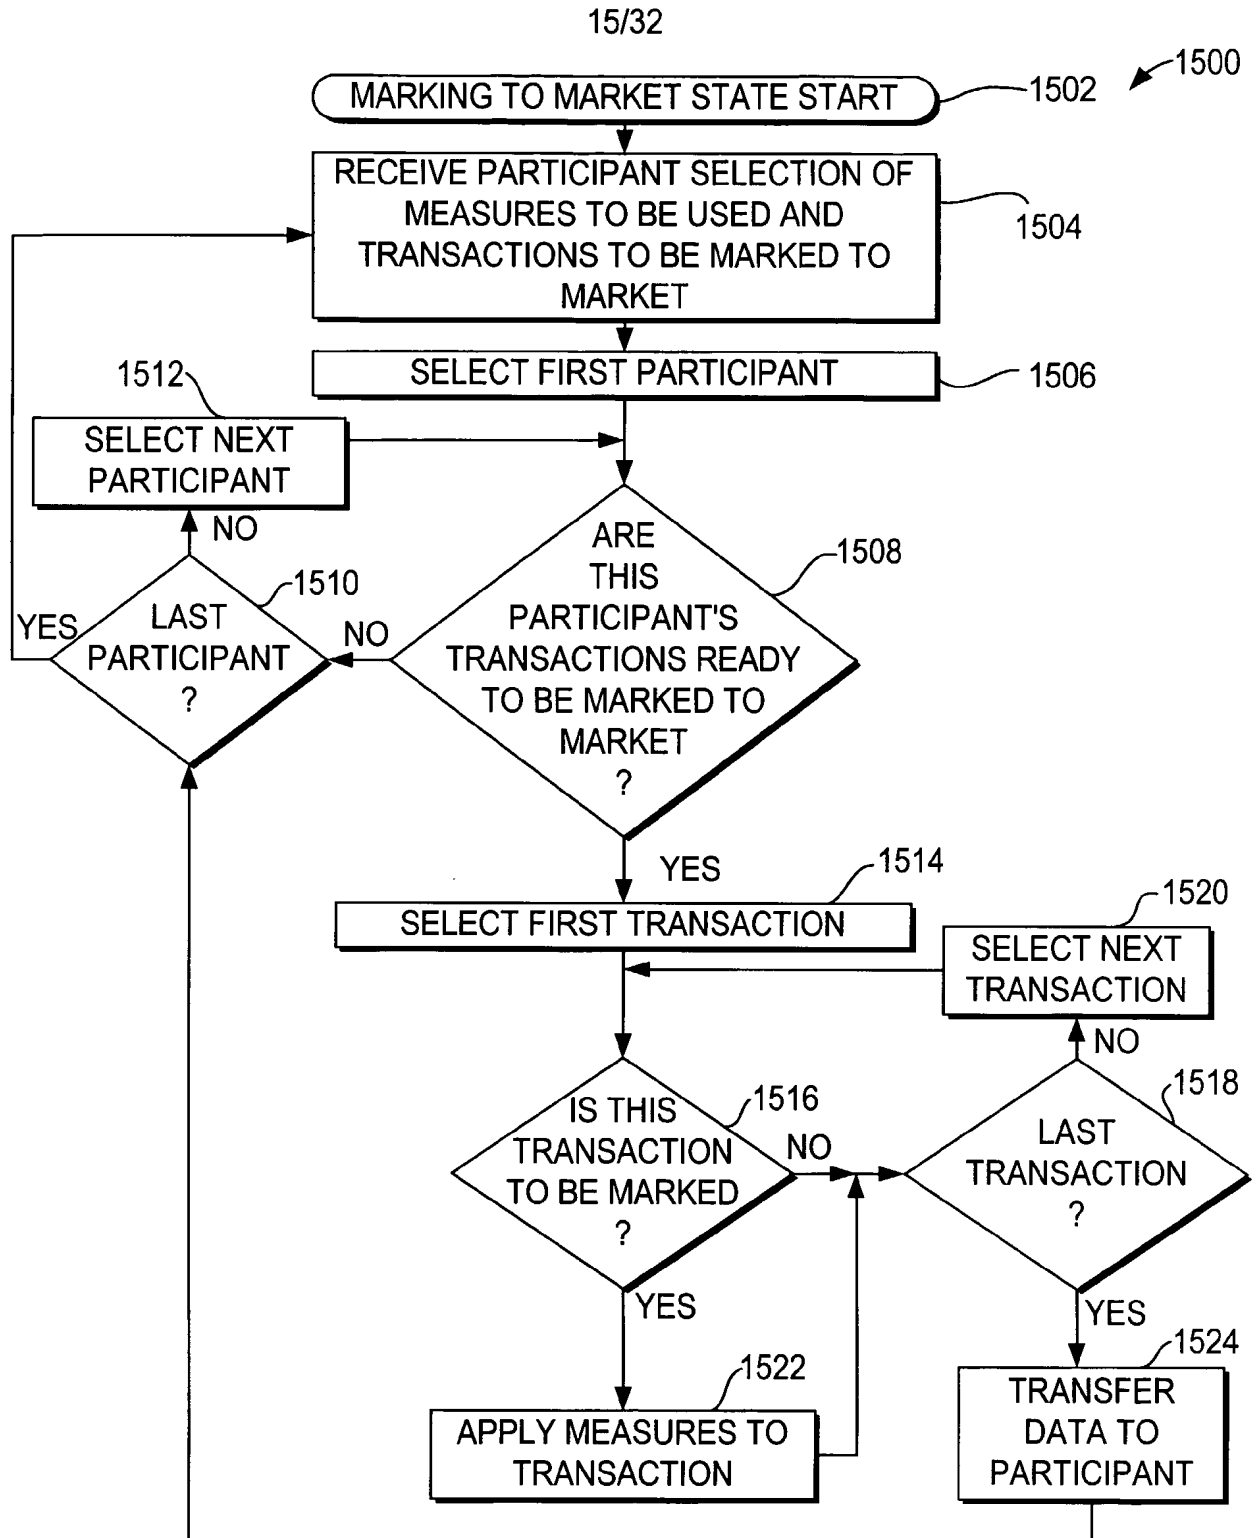 15/32
1500
MARKING TO MARKET STATE START
1502
RECEIVE PARTICIPANT SELECTION OF
MEASURES TO BE USED AND
TRANSACTIONS TO BE MARKED TO
MARKET
1504
SELECT FIRST PARTICIPANT
1506
1512
SELECT NEXT
PARTICIPANT
NO
1510
LAST
PARTICIPANT
?
YES
NO
ARE
THIS
PARTICIPANT'S
TRANSACTIONS READY
TO BE MARKED TO
MARKET
?
1508
YES
1514
SELECT FIRST TRANSACTION
1520
SELECT NEXT
TRANSACTION
NO
IS THIS
TRANSACTION
TO BE MARKED
?
1516
NO
1518
LAST
TRANSACTION
?
YES
YES
1522
APPLY MEASURES TO
TRANSACTION
1524
TRANSFER
DATA TO
PARTICIPANT